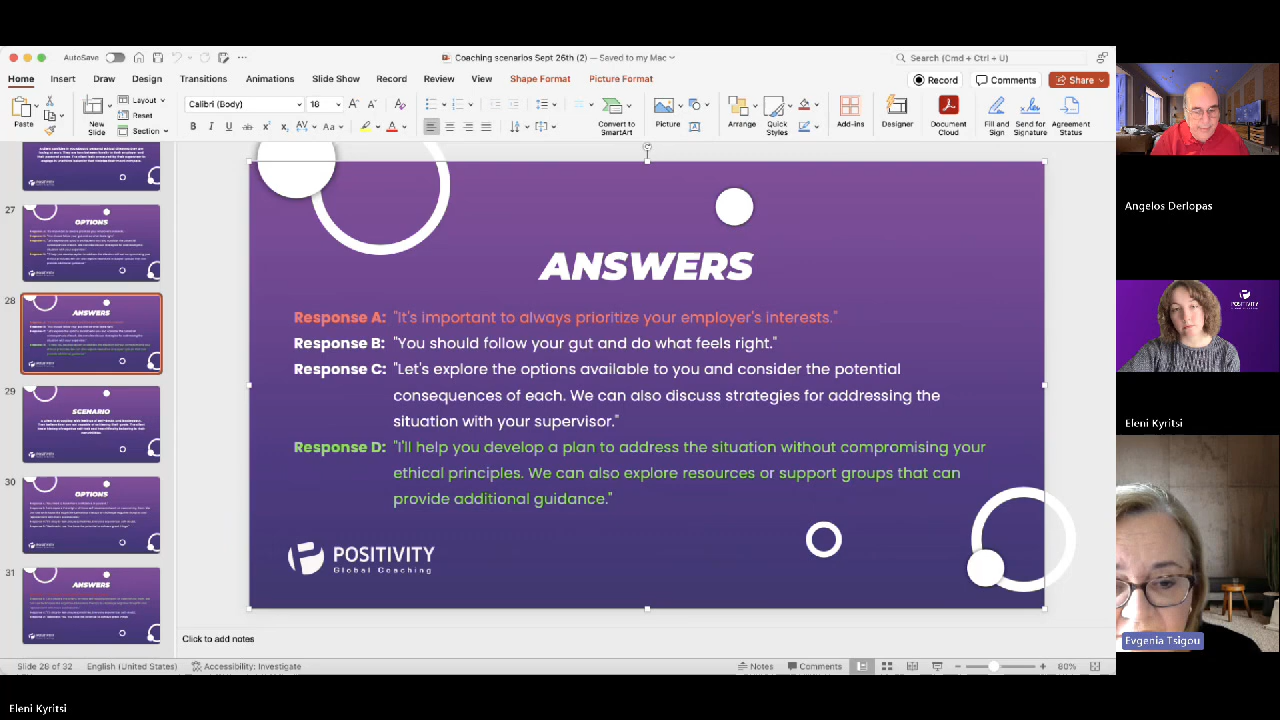 AutoSave
Coaching scenarios Sept 26th (2) — Saved to my Mac
Search (Cmd + Ctrl + U)
Home Insert Draw Design Transitions Animations Slide Show Record Review View Shape Format Picture Format
Record Comments Share
Paste
New Slide
Layout
Reset
Section
Calibri (Body) 18
Convert to SmartArt
Picture
Arrange
Quick Styles
Add-ins
Designer
Document Cloud
Fill and Sign
Send for Signature
Agreement Status
27
OPTIONS
28
ANSWERS
29
SCENARIO
30
OPTIONS
31
ANSWERS
ANSWERS
Response A: "It's important to always prioritize your employer's interests."
Response B: "You should follow your gut and do what feels right."
Response C: "Let's explore the options available to you and consider the potential
consequences of each. We can also discuss strategies for addressing the
situation with your supervisor."
Response D: "I'll help you develop a plan to address the situation without compromising your
ethical principles. We can also explore resources or support groups that can
provide additional guidance."
POSITIVITY
Global Coaching
Click to add notes
Slide 28 of 32 English (United States) Accessibility: Investigate Notes Comments 80%
Angelos Derlopas
POSITIVITY
Eleni Kyritsi
Evgenia Tsigou
Eleni Kyritsi